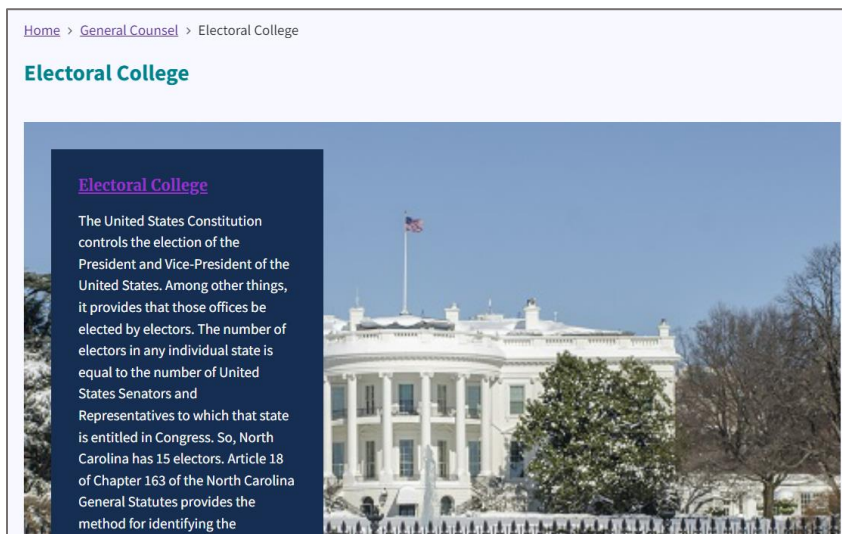 Home > General Counsel > Electoral College
Electoral College
Electoral College
The United States Constitution
controls the election of the
President and Vice-President of the
United States. Among other things,
it provides that those offices be
elected by electors. The number of
electors in any individual state is
equal to the number of United
States Senators and
Representatives to which that state
is entitled in Congress. So, North
Carolina has 15 electors. Article 18
of Chapter 163 of the North Carolina
General Statutes provides the
method for identifying the